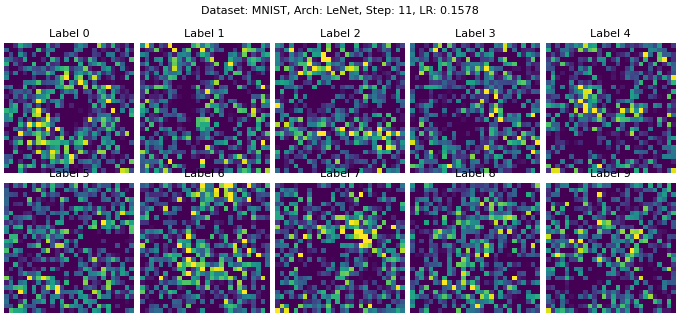 Dataset: MNIST, Arch: LeNet, Step: 11, LR: 0.1578
Label 0 Label 1 Label 2 Label 3 Label 4
Label 5 Label 6 Label 7 Label 8 Label 9